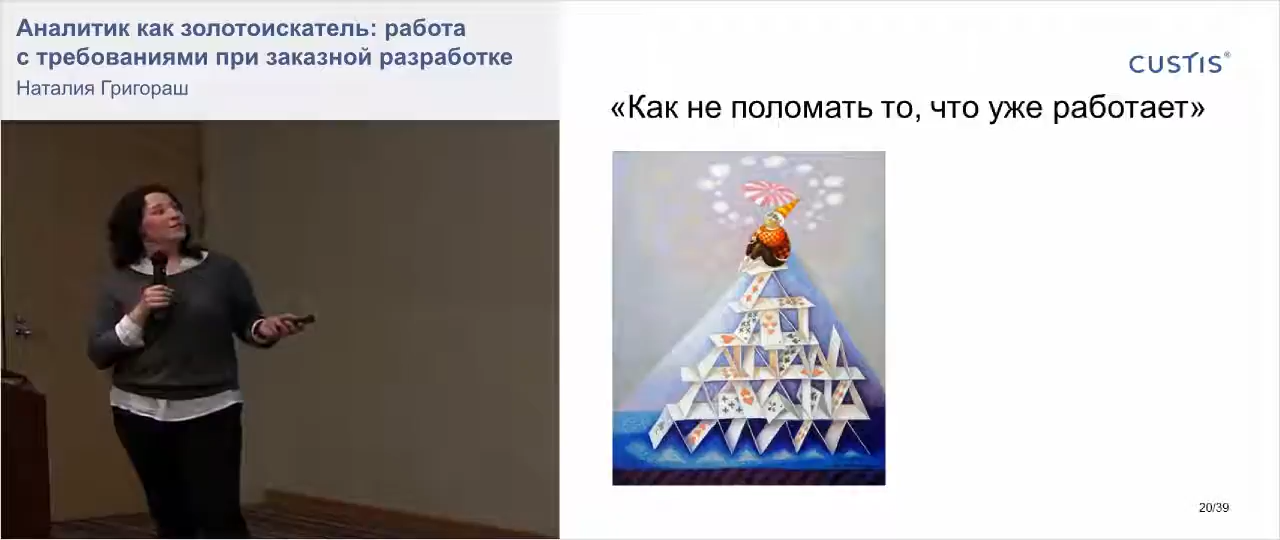 Аналитик как золотоискатель: работа
с требованиями при заказной разработке
Наталия Григораш
CUSTIS®
«Как не поломать то, что уже работает»
20/39